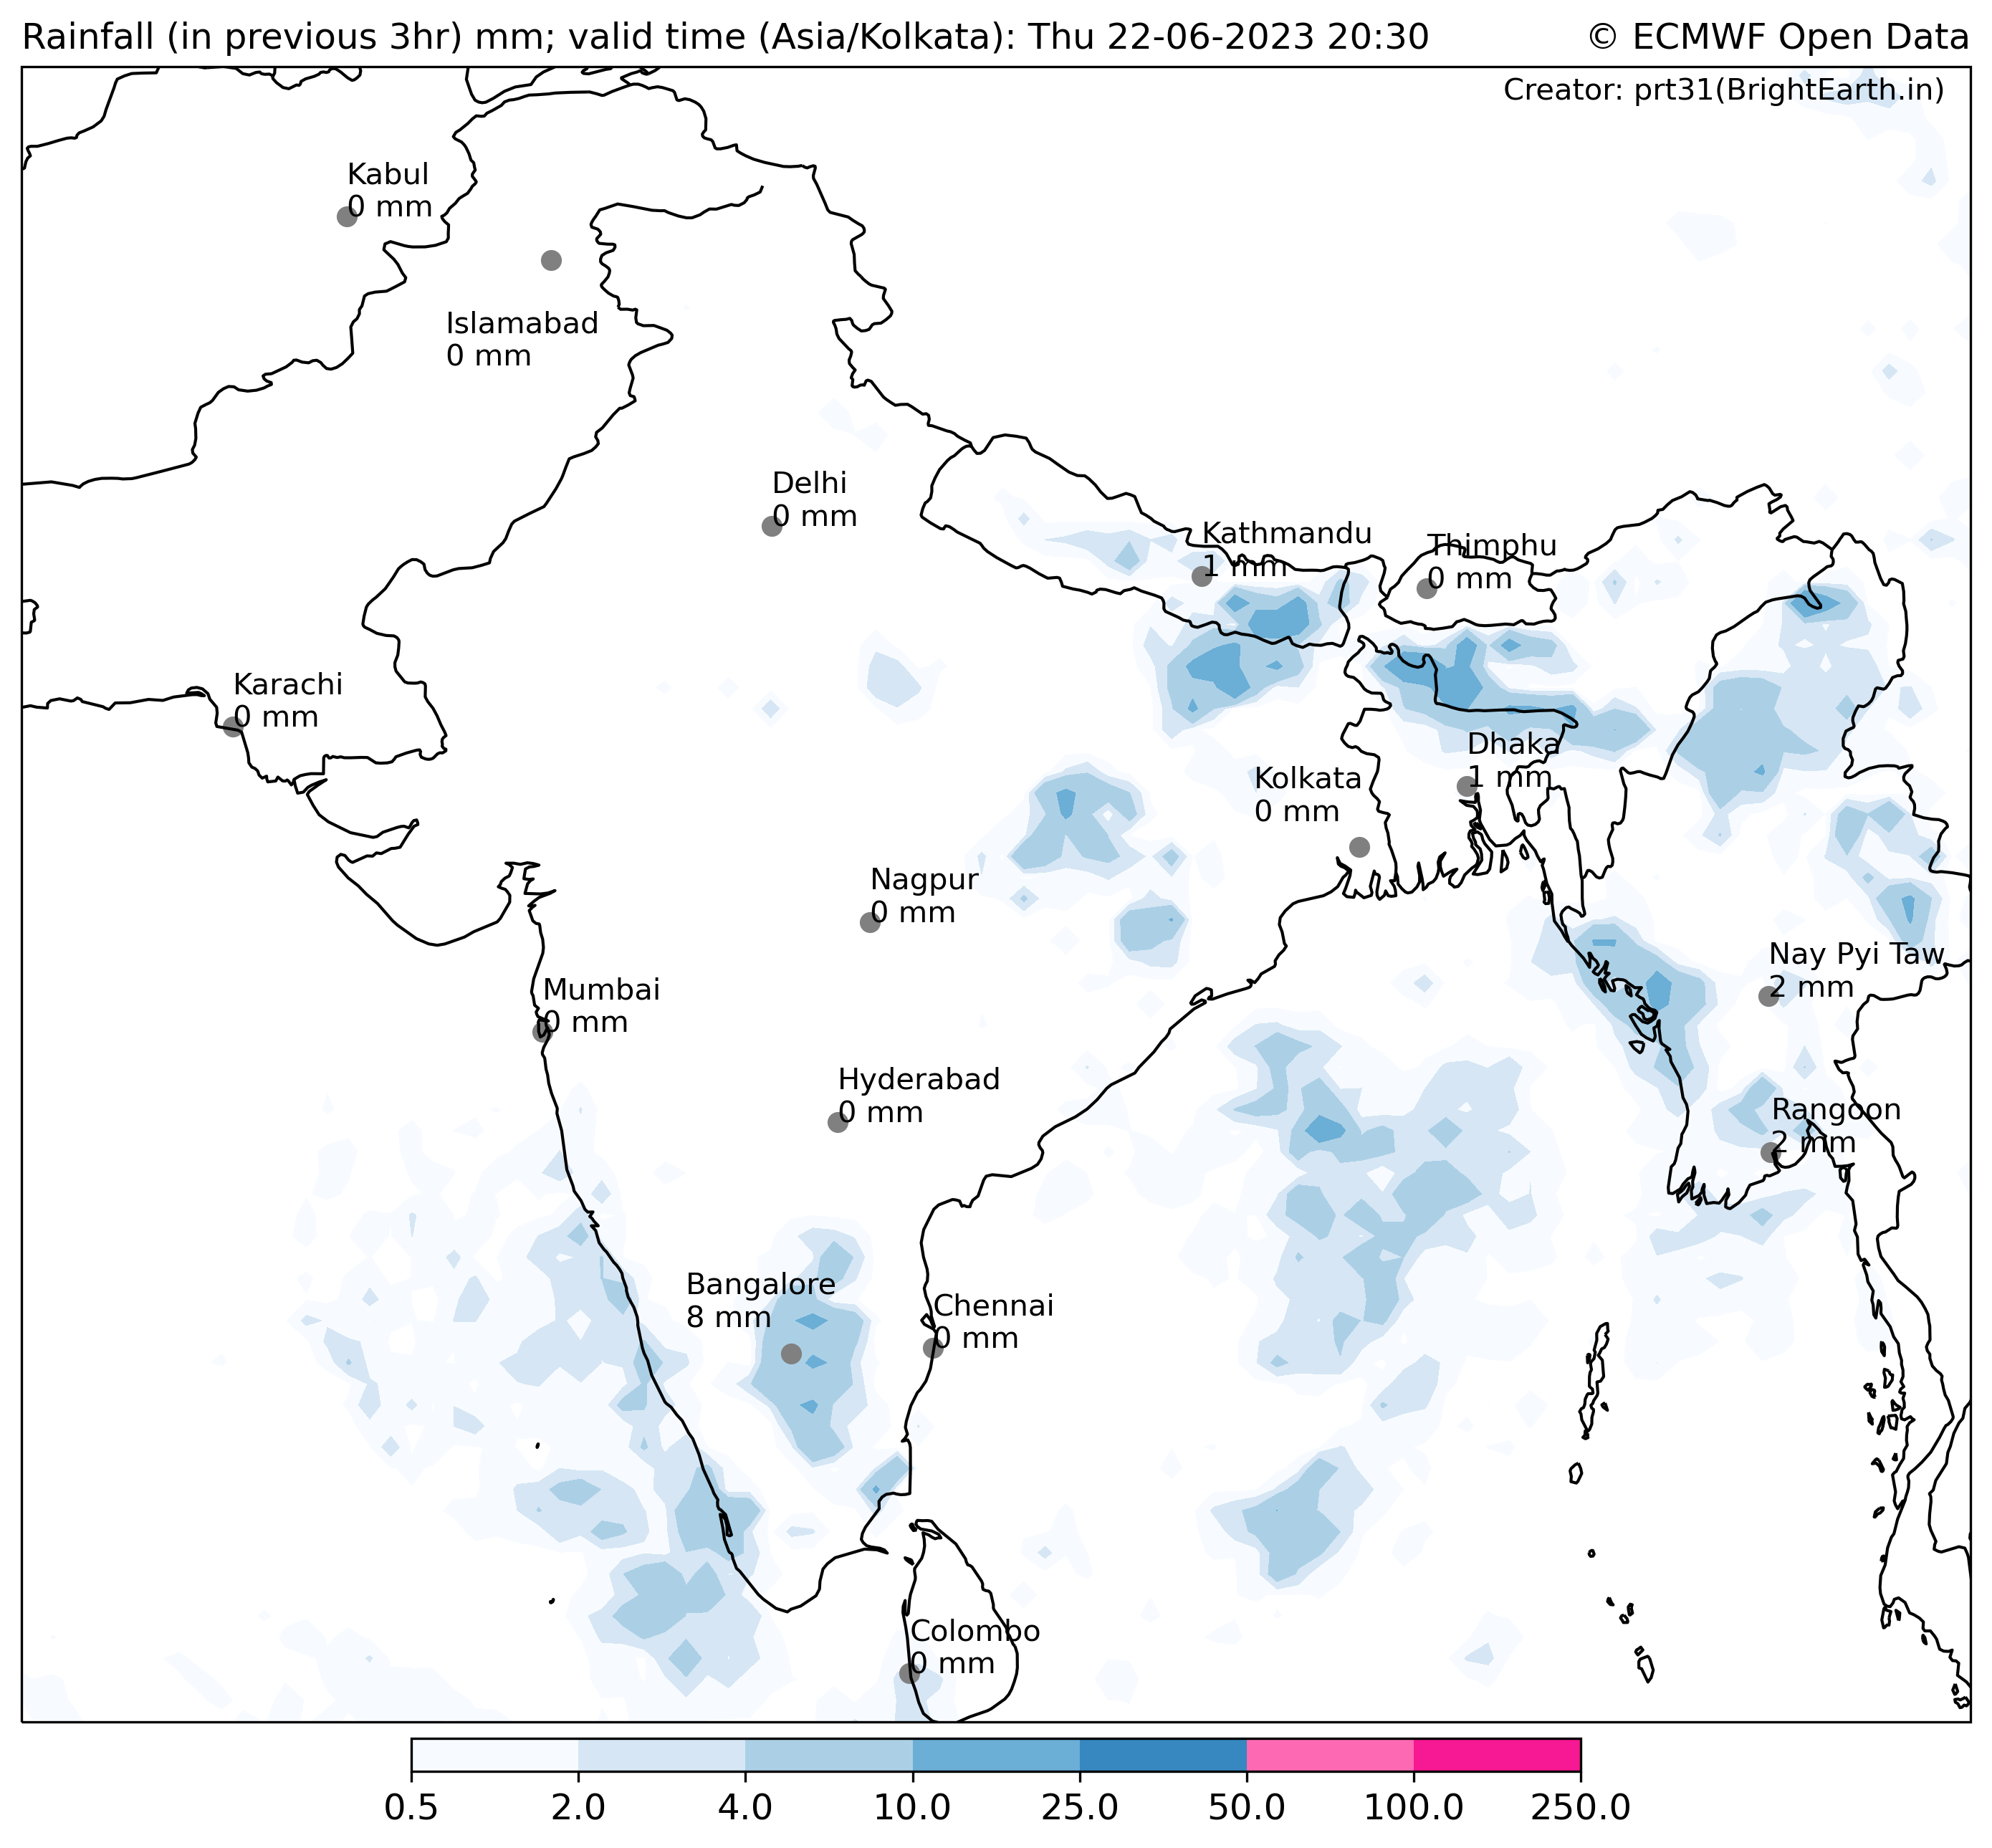 Rainfall (in previous 3hr) mm; valid time (Asia/Kolkata): Thu 22-06-2023 20:30
© ECMWF Open Data
Creator: prt31(BrightEarth.in)
Kabul
0 mm
Islamabad
0 mm
Delhi
0 mm
Kathmandu
1 mm
Thimphu
0 mm
Karachi
0 mm
Dhaka
1 mm
Kolkata
0 mm
Nagpur
0 mm
Nay Pyi Taw
2 mm
Mumbai
0 mm
Hyderabad
0 mm
Rangoon
2 mm
Bangalore
8 mm
Chennai
0 mm
Colombo
0 mm
0.5 2.0 4.0 10.0 25.0 50.0 100.0 250.0